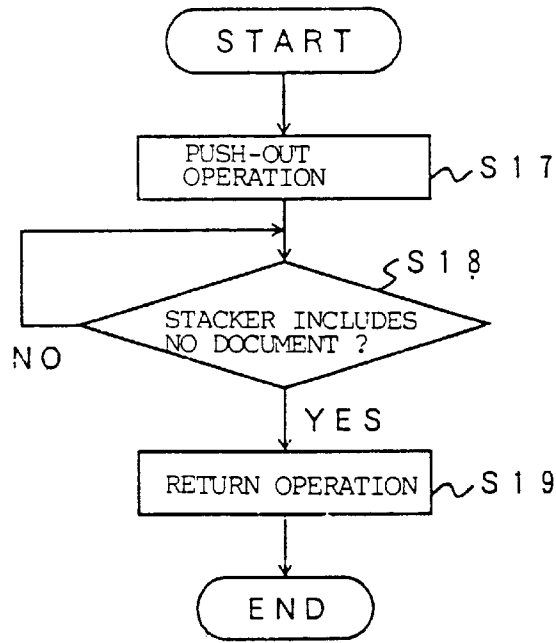 START
PUSH-OUT
OPERATION
S17
S18
STACKER INCLUDES
NO DOCUMENT ?
NO
YES
RETURN OPERATION
S19
END